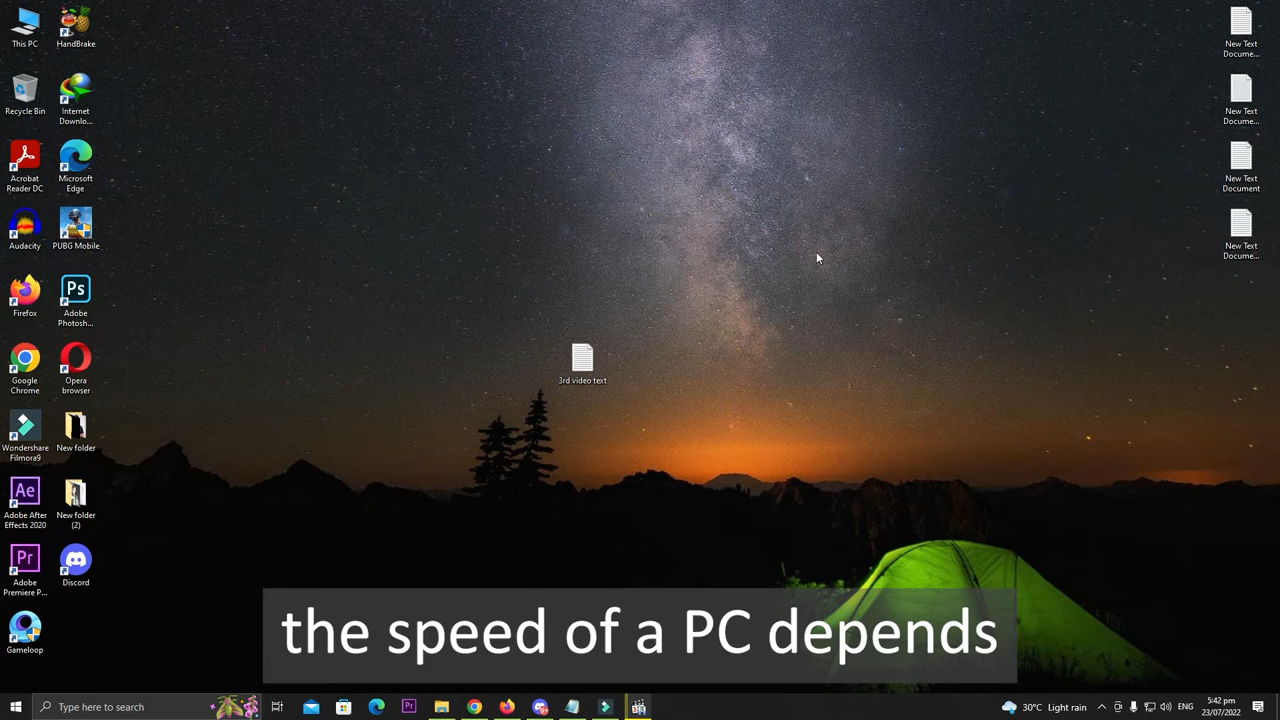 This PC
HandBrake
Recycle Bin
Internet
Downlo...
Acrobat
Reader DC
Microsoft
Edge
Audacity
PUBG Mobile
Firefox
Adobe
Photosh...
Google
Chrome
Opera
browser
Wondershare
Filmora9
New folder
Adobe After
Effects 2020
New folder
(2)
Adobe
Premiere P...
Discord
Gameloop
3rd video text
New Text
Docume...
New Text
Docume...
New Text
Document
New Text
Docume...
the speed of a PC depends
Type here to search
30°C Light rain
ENG
5:42 pm
23/07/2022